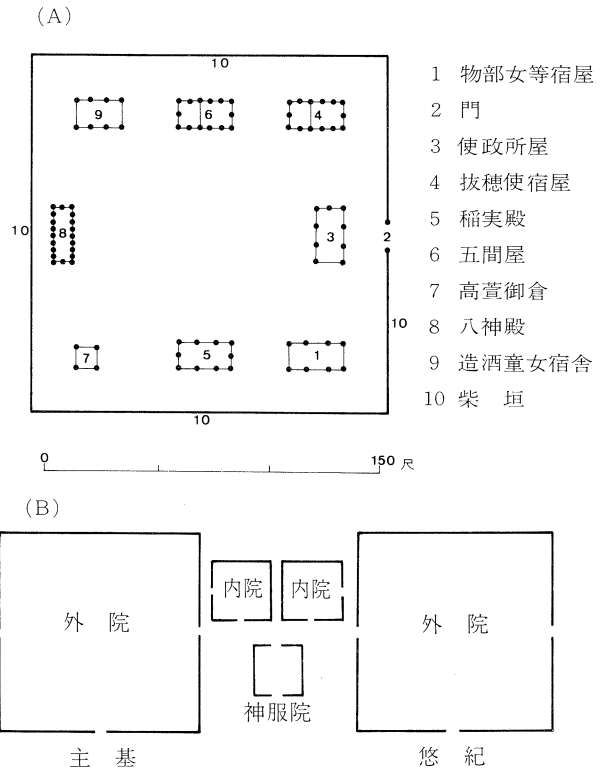 (A)
10
9
6
4
10
8
3
2
10
7
5
1
10
1 物部女等宿屋
2 門
3 使政所屋
4 抜穂使宿屋
5 稲実殿
6 五間屋
7 高萱御倉
8 八神殿
9 造酒童女宿舎
10 柴垣
0 150尺
(B)
内院 内院
外院 外院
神服院
主基 悠紀